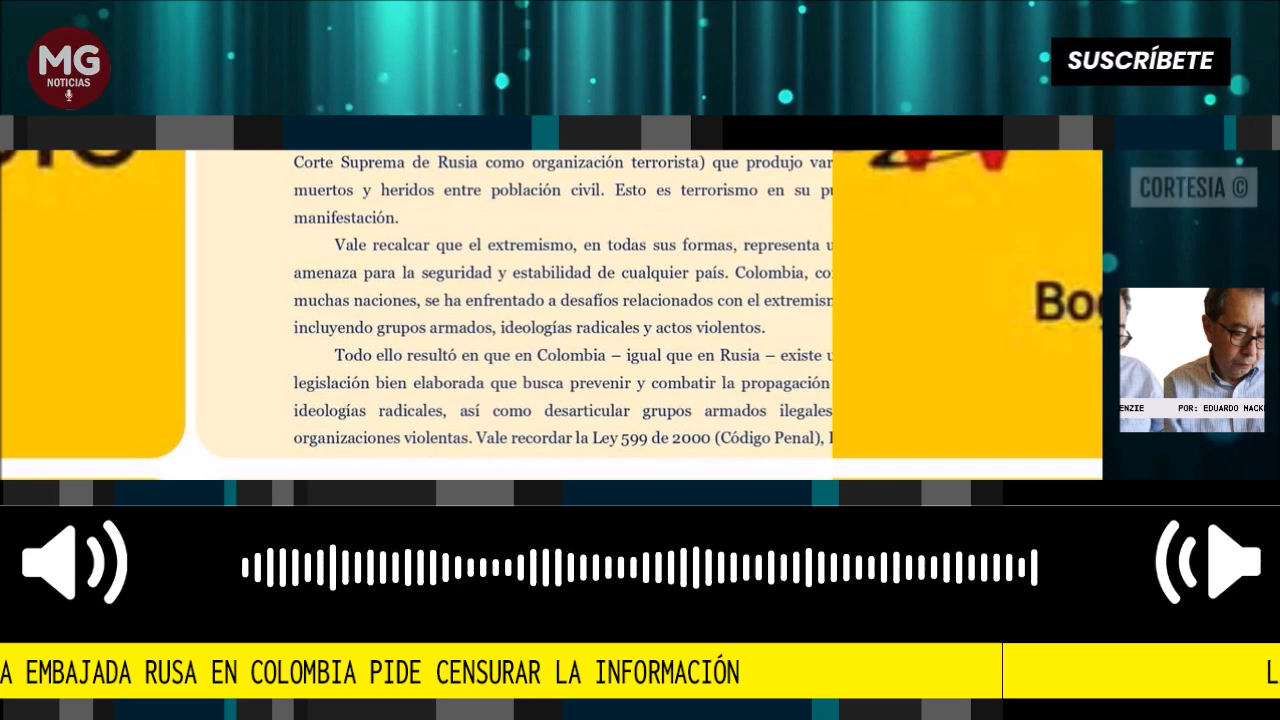 MG
NOTICIAS
SUSCRÍBETE
CORTESIA ©
Corte Suprema de Rusia como organización terrorista) que produjo
muertos y heridos entre población civil. Esto es terrorismo en su
manifestación.
Vale recalcar que el extremismo, en todas sus formas, representa
amenaza para la seguridad y estabilidad de cualquier país. Colombia,
muchas naciones, se ha enfrentado a desafíos relacionados con el
incluyendo grupos armados, ideologías radicales y actos violentos.
Todo ello resultó en que en Colombia – igual que en Rusia – existe
legislación bien elaborada que busca prevenir y combatir la propagación
ideologías radicales, así como desarticular grupos armados ilegales
organizaciones violentas. Vale recordar la Ley 599 de 2000 (Código Penal),
Bog
ENZIE POR: EDUARDO MACK
A EMBAJADA RUSA EN COLOMBIA PIDE CENSURAR LA INFORMACIÓN L